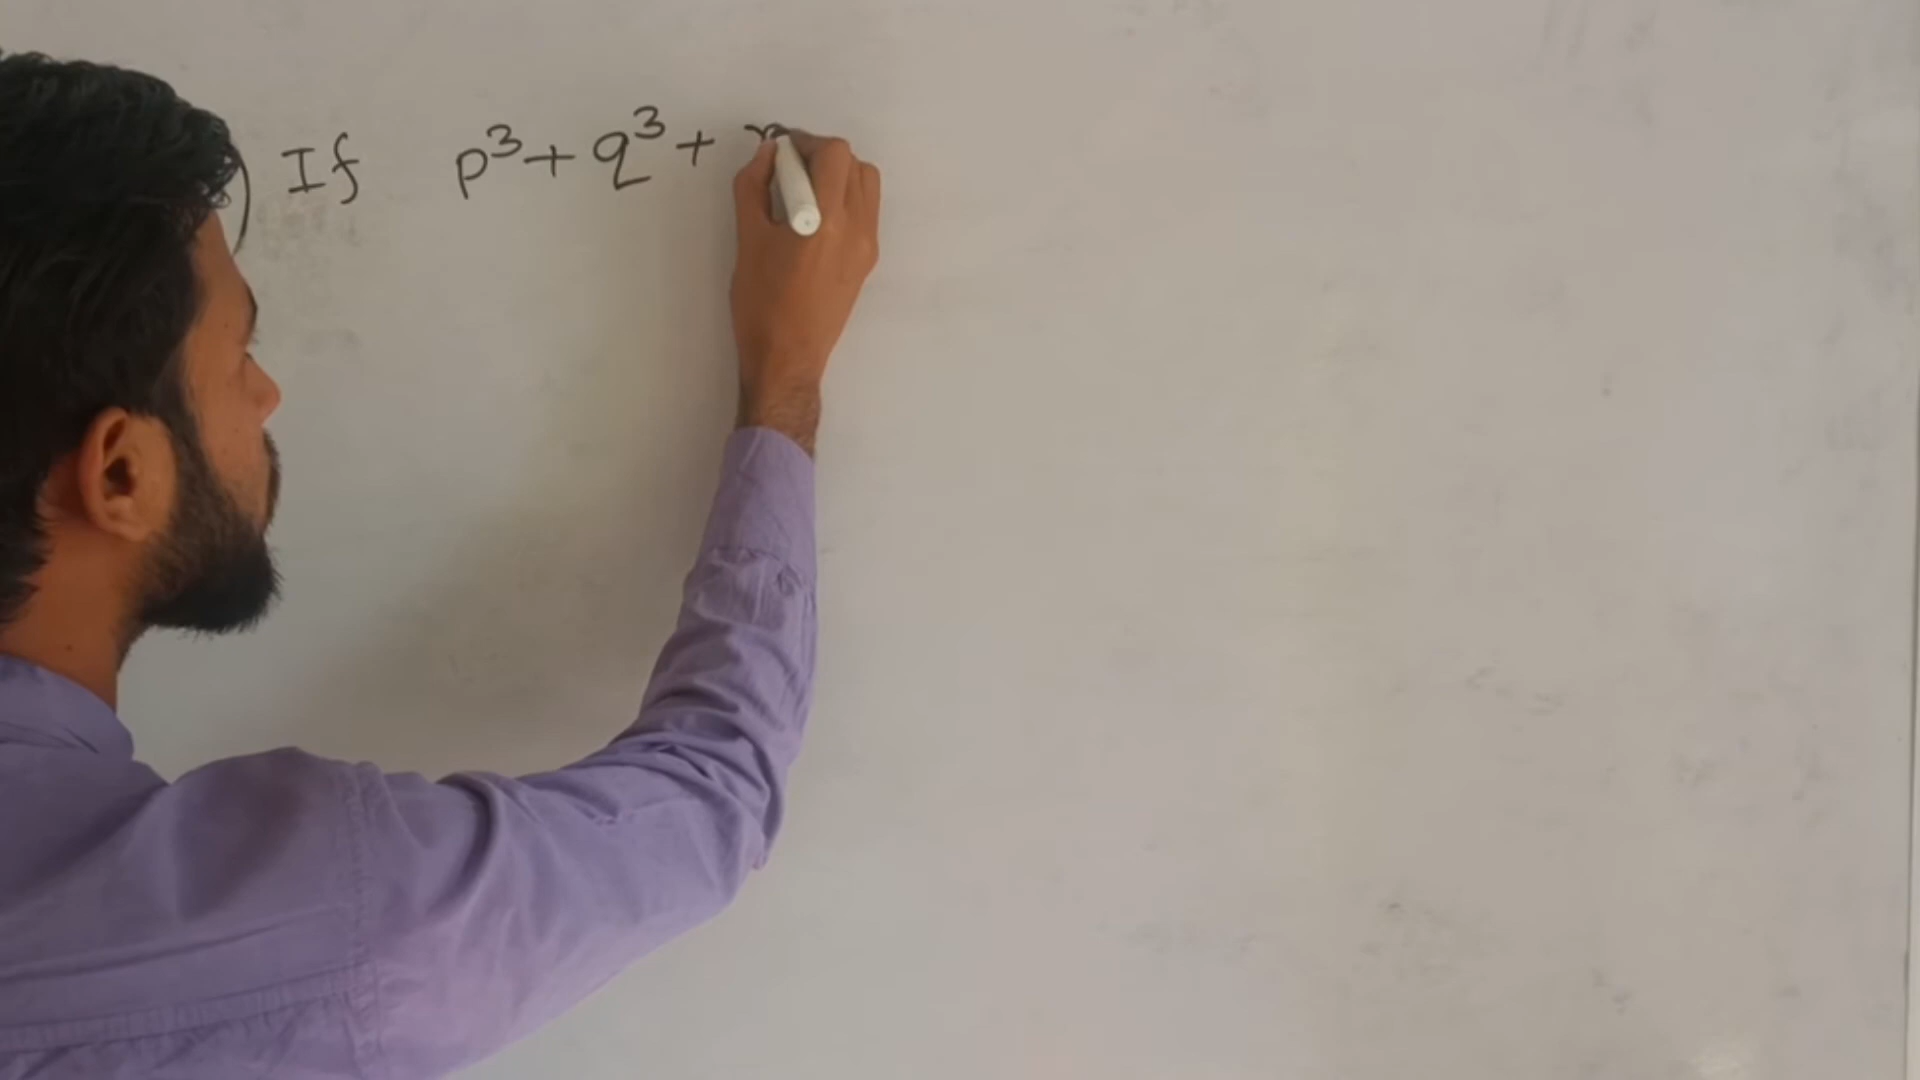 ) If p³ + q³ + r